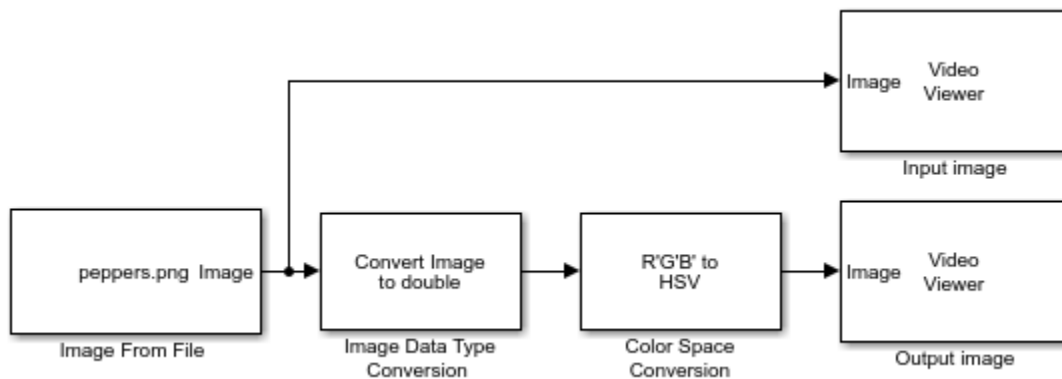 Image
Video
Viewer
Input image
peppers.png Image
Image From File
Convert Image
to double
Image Data Type
Conversion
R'G'B' to
HSV
Color Space
Conversion
Image
Video
Viewer
Output image